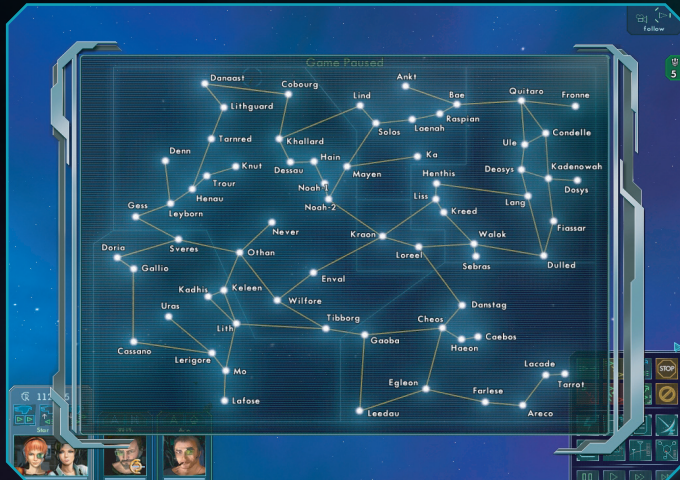 follow
Game Paused
5
Danaast
Cobourg
Ankt
Lind
Bae
Quitaro
Fronne
Lithguard
Raspian
Tarnred
Khallard
Solos
Laenah
Condelle
Ule
Denn
Hain
Ka
Knut
Dessau
Mayen
Henthis
Deosys
Kadenowah
Trour
Noah-1
Dosys
Henau
Liss
Lang
Gess
Leyborn
Noah-2
Kreed
Never
Kraon
Walok
Fiassar
Doria
Sveres
Othan
Loreel
Sebras
Dulled
Gallio
Enval
Kadhis
Keleen
Wilfore
Danstag
Uras
Lith
Tibborg
Cheos
Gaoba
Caebos
Haeon
Cassano
Lerigore
Mo
Lacade
STOP
Egleon
Farlese
Tarrot
Lafose
Leedau
Areco